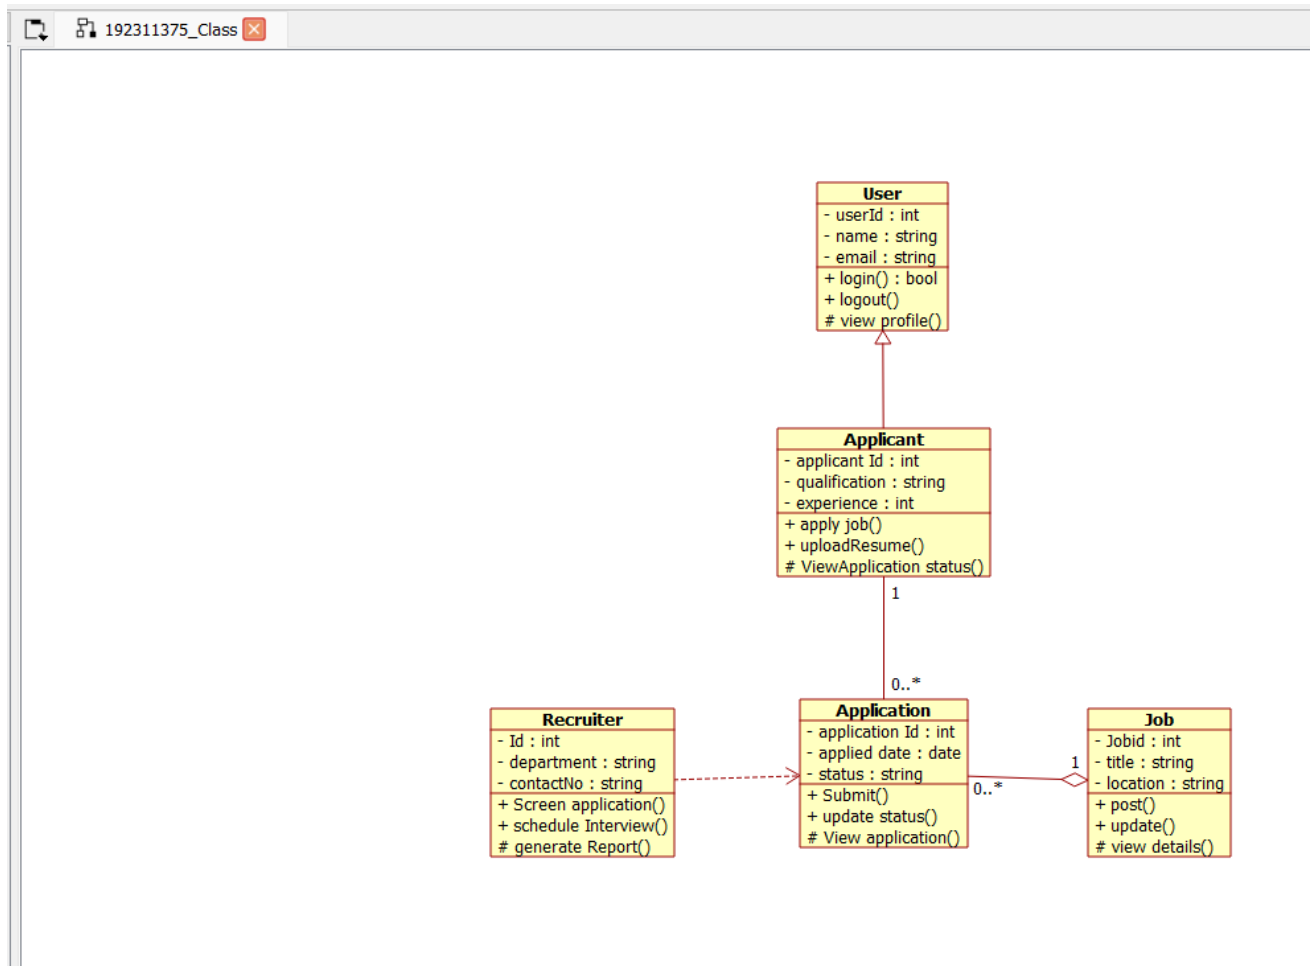 192311375_Class
User
- userId : int
- name : string
- email : string
+ login() : bool
+ logout()
# view profile()
Applicant
- applicant Id : int
- qualification : string
- experience : int
+ apply job()
+ uploadResume()
# ViewApplication status()
1
0..*
Recruiter
- Id : int
- department : string
- contactNo : string
+ Screen application()
+ schedule Interview()
# generate Report()
Application
- application Id : int
- applied date : date
- status : string
+ Submit()
+ update status()
# View application()
0..*
1
Job
- Jobid : int
- title : string
- location : string
+ post()
+ update()
# view details()